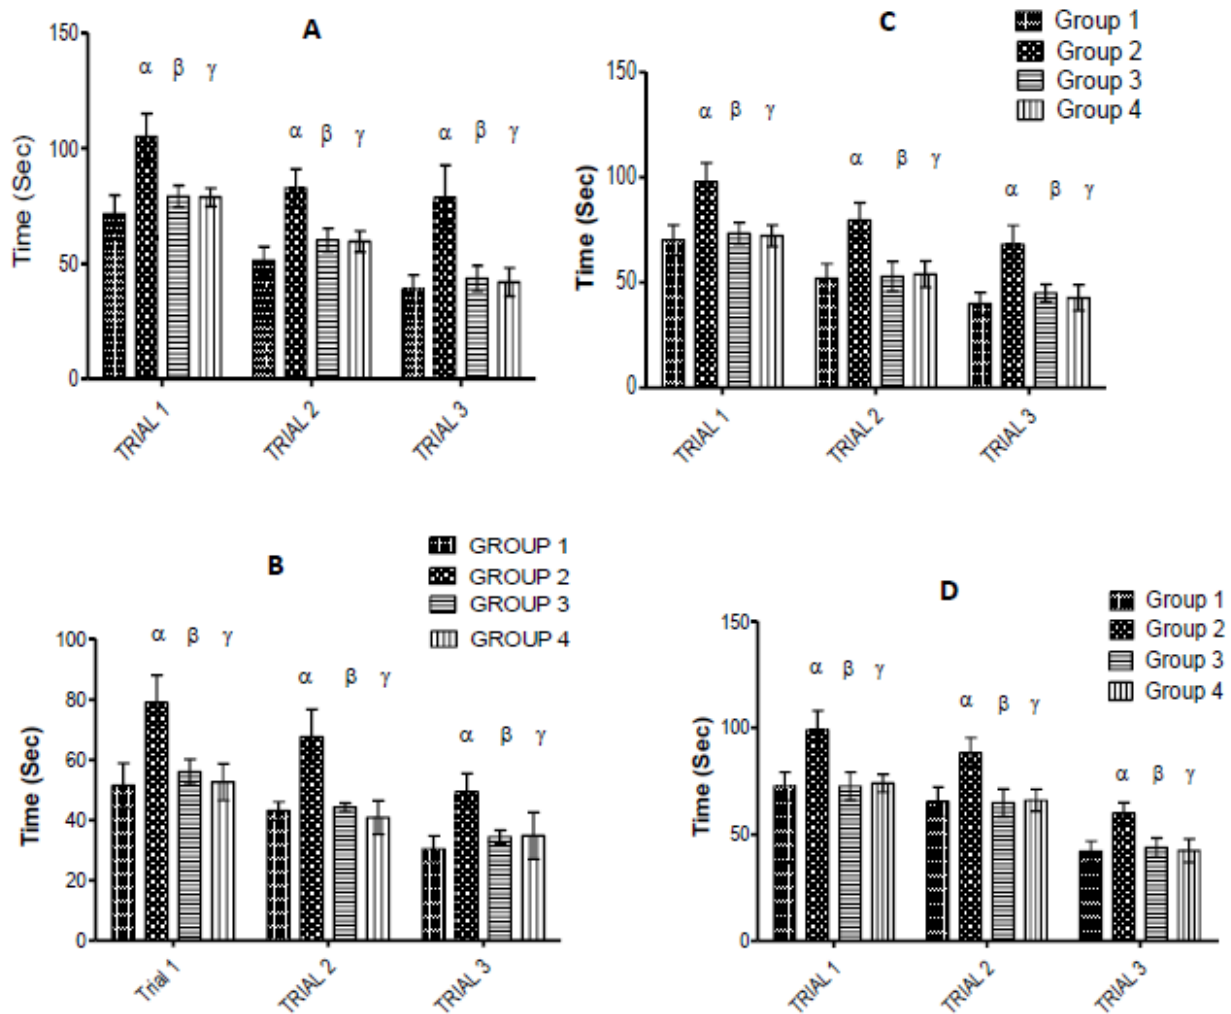 A
150
100
50
0
Time (Sec)
α β γ
α β γ
α β γ
TRIAL 1
TRIAL 2
TRIAL 3
C
Group 1
Group 2
Group 3
Group 4
150
100
50
0
Time (Sec)
α β γ
α β γ
α β γ
TRIAL 1
TRIAL 2
TRIAL 3
B
GROUP 1
GROUP 2
GROUP 3
GROUP 4
100
80
60
40
20
0
Time (Sec)
α β γ
α β γ
α β γ
Trial 1
TRIAL 2
TRIAL 3
D
Group 1
Group 2
Group 3
Group 4
150
100
50
0
Time (Sec)
α β γ
α β γ
α β γ
TRIAL 1
TRIAL 2
TRIAL 3